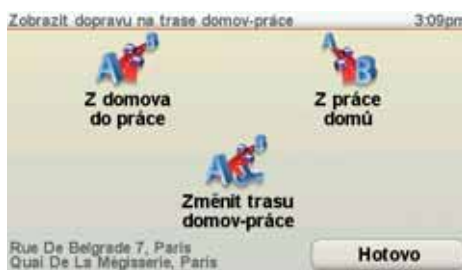 Zobrazit dopravu na trase domov-práce 3:09pm
A B
A B
Z domova
do práce
Z práce
domů
A B
Změnit trasu
domov-práce
Rue De Belgrade 7, Paris
Quai De La Mégisserie, Paris
Hotovo